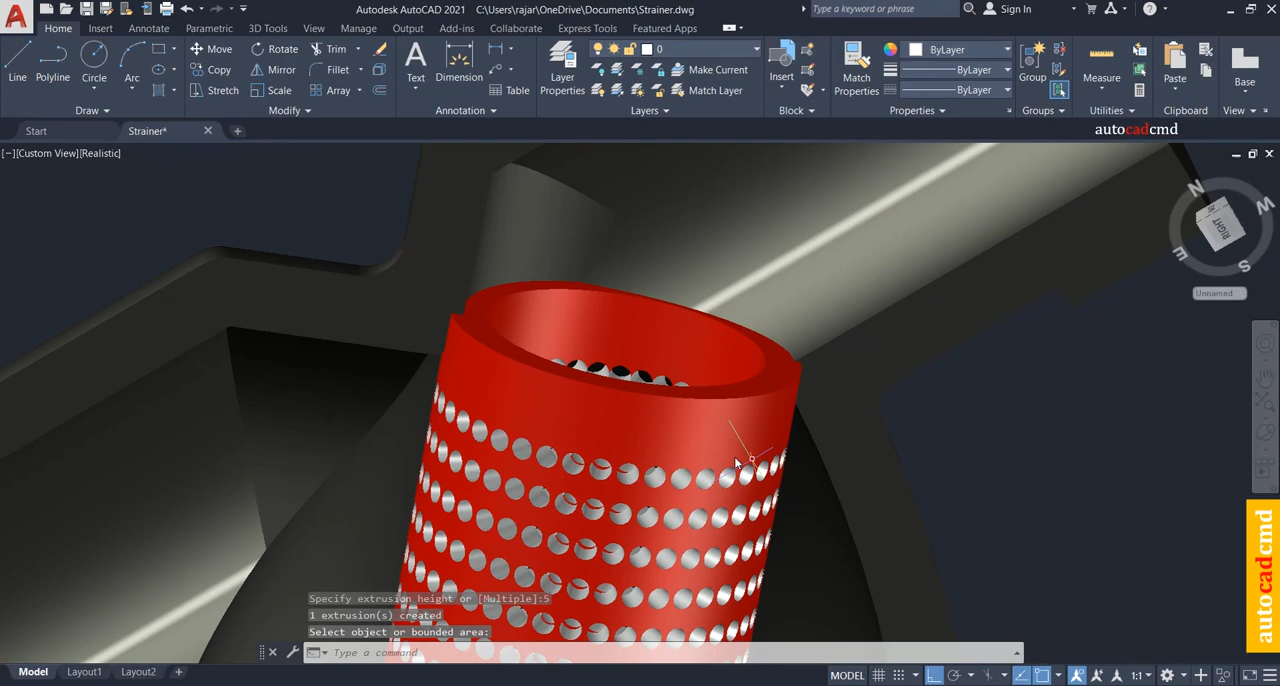 Autodesk AutoCAD 2021 C:\Users\rajar\OneDrive\Documents\Strainer.dwg
Type a keyword or phrase
Sign In
Home Insert Annotate Parametric 3D Tools View Manage Output Add-ins Collaborate Express Tools Featured Apps
Line Polyline Circle Arc
Move Rotate Trim
Copy Mirror Fillet
Stretch Scale Array
Text Dimension Table
Layer Properties
0
Make Current
Match Layer
Insert
Match Properties
ByLayer
ByLayer
ByLayer
Group
Measure
Paste
Base
Draw Modify Annotation Layers Block Properties Groups Utilities Clipboard View
Start Strainer*
autocadcmd
[−][Custom View][Realistic]
N
W
RIGHT
E
S
Unnamed
Specify extrusion height or [Multiple]:5
1 extrusion(s) created
Select object or bounded area:
Type a command
autocadcmd
Model Layout1 Layout2
MODEL 1:1